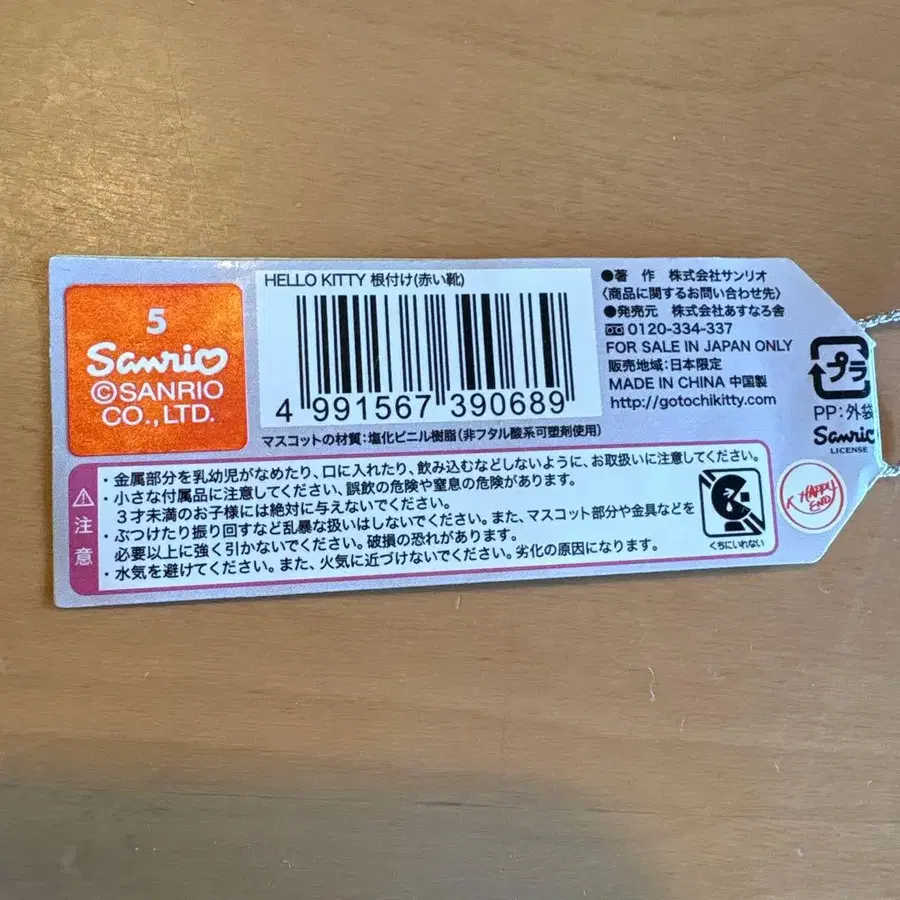 5
Sanrio
©SANRIO
CO.,LTD.
HELLO KITTY 根付け(赤い靴)
4 991567 390689
マスコットの材質:塩化ビニル樹脂(非フタル酸系可塑剤使用)
●著 作 株式会社サンリオ
〈商品に関するお問い合わせ先〉
●発売元 株式会社あすなろ舎
0120-334-337
FOR SALE IN JAPAN ONLY
販売地域:日本限定
MADE IN CHINA 中国製
http://gotochikitty.com
プラ
PP:外袋
Sanrio
LICENSE
HAPPY
END
注意
・金属部分を乳幼児がなめたり、口に入れたり、飲み込むなどしないように、お取扱いに注意してください。
・小さな付属品に注意してください。誤飲の危険や窒息の危険があります。
3才未満のお子様には絶対に与えないでください。
・ぶつけたり振り回すなど乱暴な扱いはしないでください。また、マスコット部分や金具などを
必要以上に強く引かないでください。破損の恐れがあります。
・水気を避けてください。また、火気に近づけないでください。劣化の原因になります。
くちにいれない